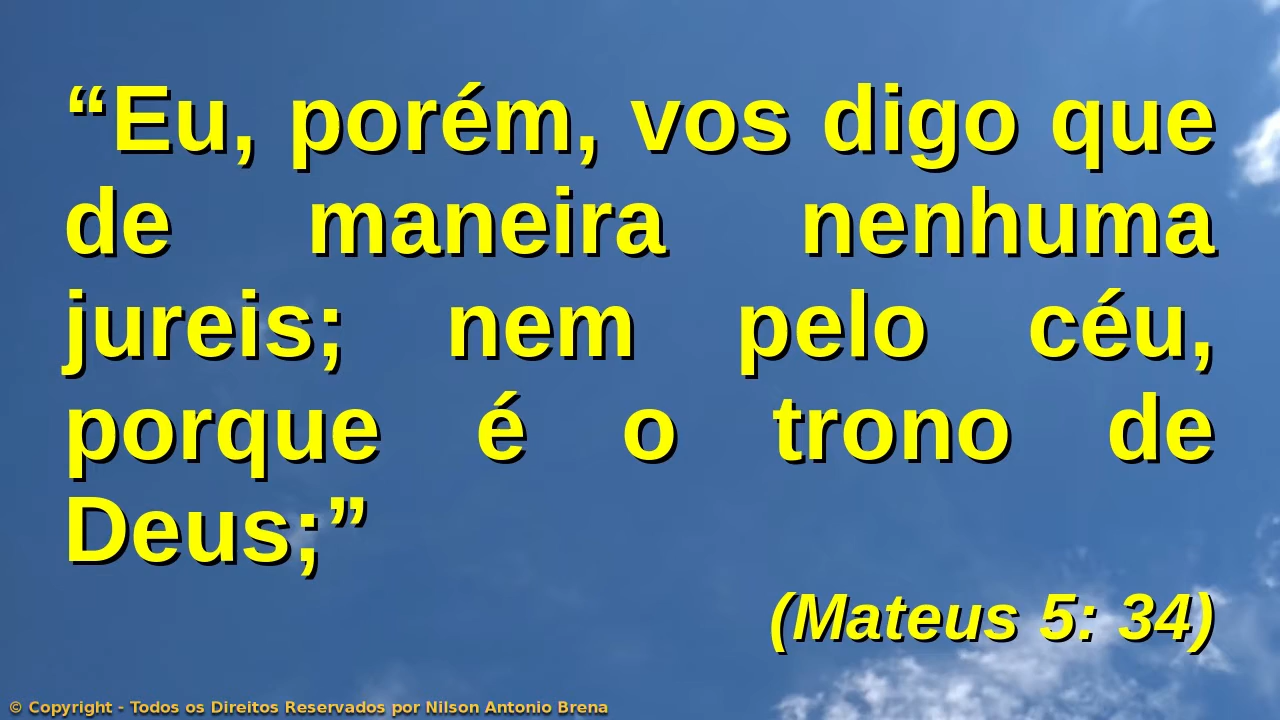 “Eu, porém, vos digo que
de maneira nenhuma
jureis; nem pelo céu,
porque é o trono de
Deus;”
(Mateus 5: 34)
© Copyright - Todos os Direitos Reservados por Nilson Antonio Brena